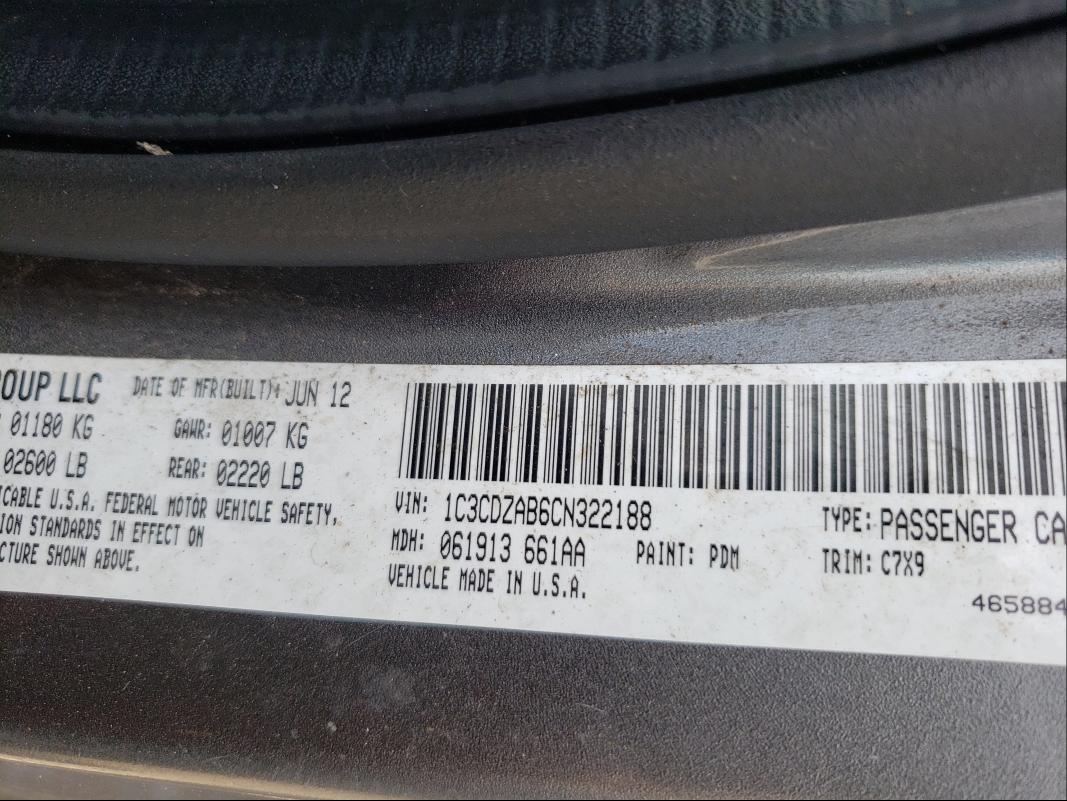 ROUP LLC DATE OF MFR(BUILT): JUN 12
01180 KG GAWR: 01007 KG
02600 LB REAR: 02220 LB
ICABLE U.S.A. FEDERAL MOTOR VEHICLE SAFETY,
ION STANDARDS IN EFFECT ON
CTURE SHOWN ABOVE.
VIN: 1C3CDZAB6CN322188 TYPE: PASSENGER CA
MDH: 061913 661AA PAINT: PDM TRIM: C7X9
VEHICLE MADE IN U.S.A.
465884